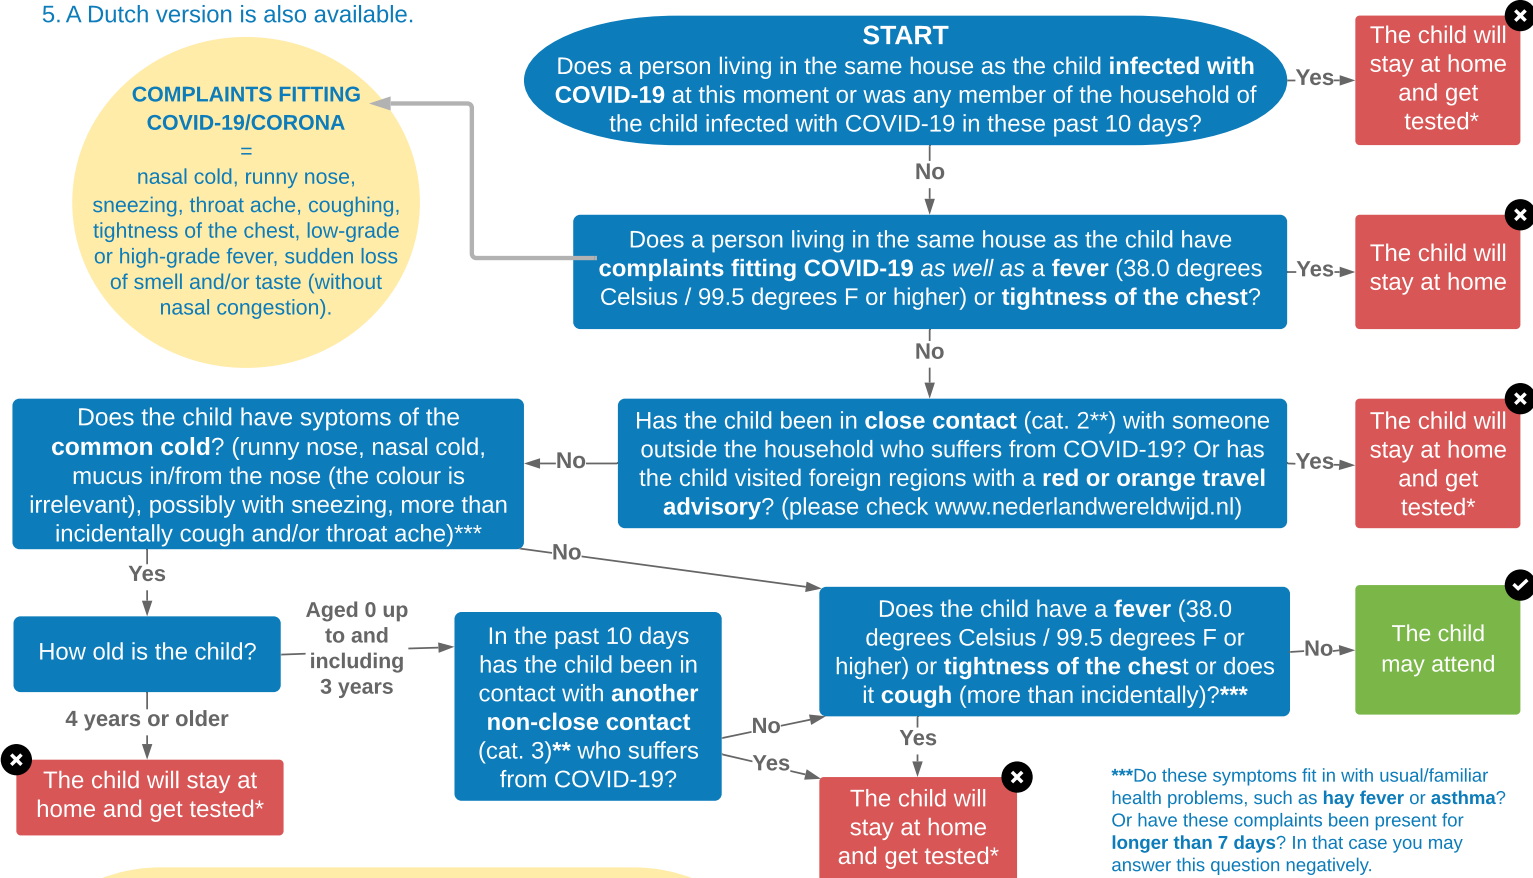 5. A Dutch version is also available.
COMPLAINTS FITTING
COVID-19/CORONA
=
nasal cold, runny nose,
sneezing, throat ache, coughing,
tightness of the chest, low-grade
or high-grade fever, sudden loss
of smell and/or taste (without
nasal congestion).
START
Does a person living in the same house as the child infected with
COVID-19 at this moment or was any member of the household of
the child infected with COVID-19 in these past 10 days?
Yes
The child will
stay at home
and get
tested*
No
Does a person living in the same house as the child have
complaints fitting COVID-19 as well as a fever (38.0 degrees
Celsius / 99.5 degrees F or higher) or tightness of the chest?
Yes
The child will
stay at home
No
Has the child been in close contact (cat. 2**) with someone
outside the household who suffers from COVID-19? Or has
the child visited foreign regions with a red or orange travel
advisory? (please check www.nederlandwereldwijd.nl)
Yes
The child will
stay at home
and get
tested*
No
Does the child have syptoms of the
common cold? (runny nose, nasal cold,
mucus in/from the nose (the colour is
irrelevant), possibly with sneezing, more than
incidentally cough and/or throat ache)***
No
Yes
How old is the child?
Aged 0 up
to and
including
3 years
4 years or older
The child will stay at
home and get tested*
In the past 10 days
has the child been in
contact with another
non-close contact
(cat. 3)** who suffers
from COVID-19?
No
Yes
Does the child have a fever (38.0
degrees Celsius / 99.5 degrees F or
higher) or tightness of the chest or does
it cough (more than incidentally)?***
No
The child
may attend
Yes
The child will
stay at home
and get tested*
***Do these symptoms fit in with usual/familiar
health problems, such as hay fever or asthma?
Or have these complaints been present for
longer than 7 days? In that case you may
answer this question negatively.